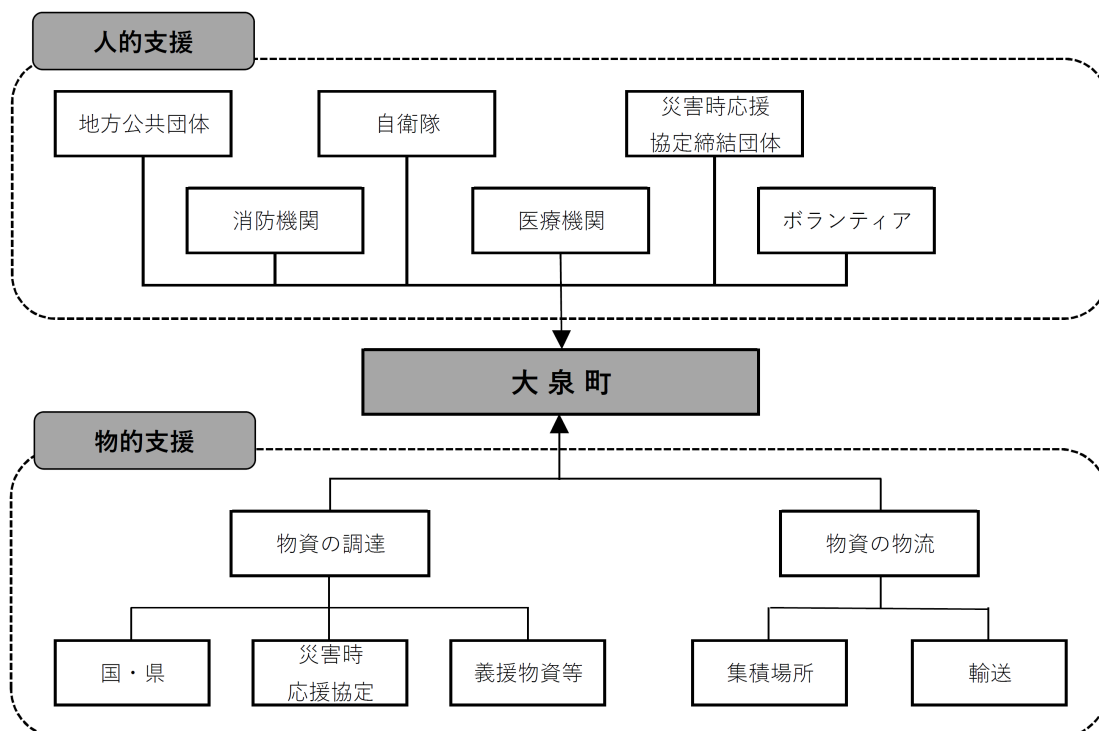 人的支援
地方公共団体
自衛隊
災害時応援
協定締結団体
消防機関
医療機関
ボランティア
大泉町
物的支援
物資の調達
物資の物流
国・県
災害時
応援協定
義援物資等
集積場所
輸送